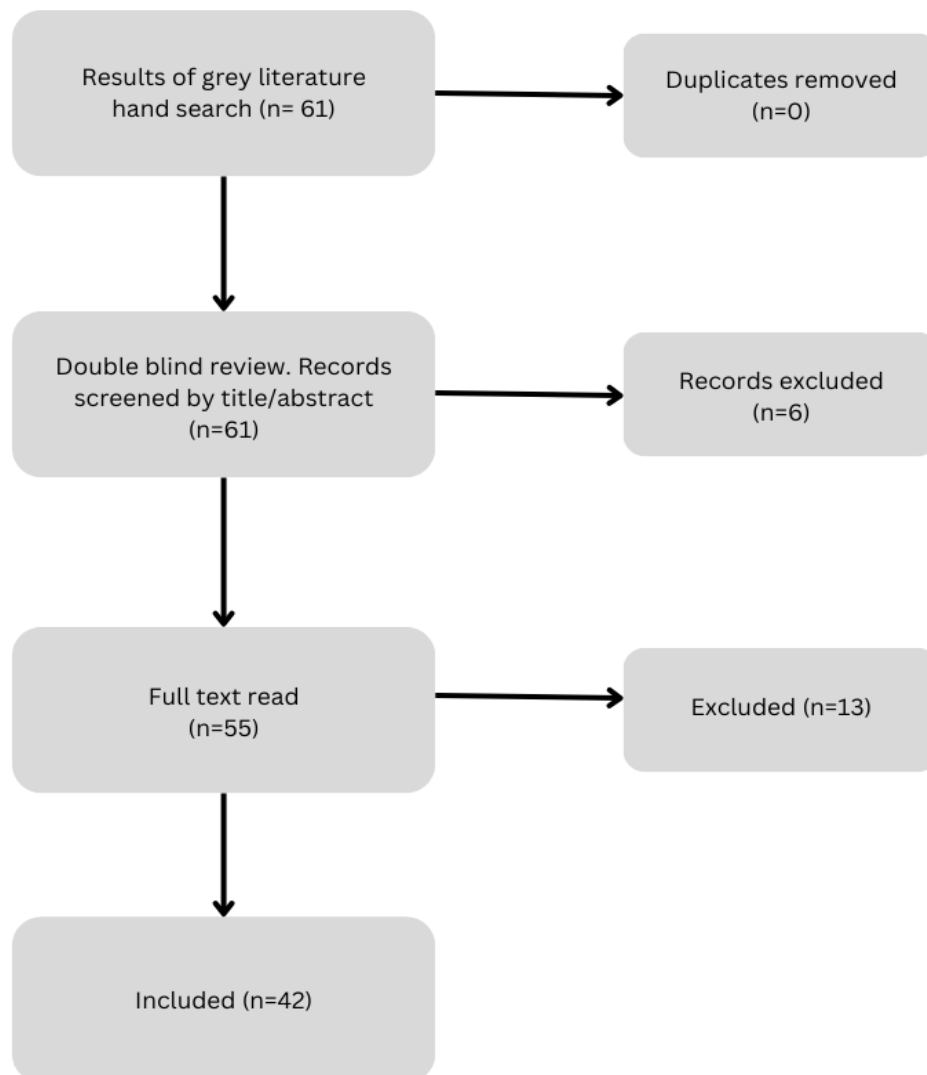 Results of grey literature
hand search (n= 61)
Duplicates removed
(n=0)
Double blind review. Records
screened by title/abstract
(n=61)
Records excluded
(n=6)
Full text read
(n=55)
Excluded (n=13)
Included (n=42)